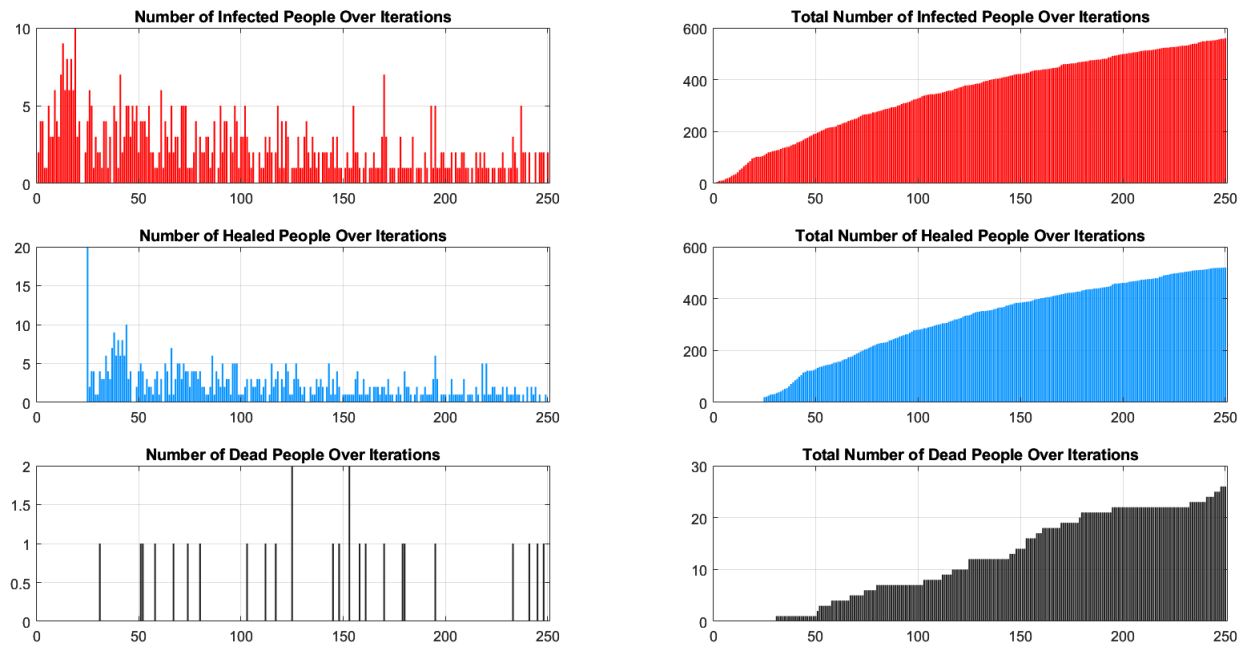 Number of Infected People Over Iterations
10
5
0
0 50 100 150 200 250
Total Number of Infected People Over Iterations
600
400
200
0
0 50 100 150 200 250
Number of Healed People Over Iterations
20
15
10
5
0
0 50 100 150 200 250
Total Number of Healed People Over Iterations
600
400
200
0
0 50 100 150 200 250
Number of Dead People Over Iterations
2
1.5
1
0.5
0
0 50 100 150 200 250
Total Number of Dead People Over Iterations
30
20
10
0
0 50 100 150 200 250